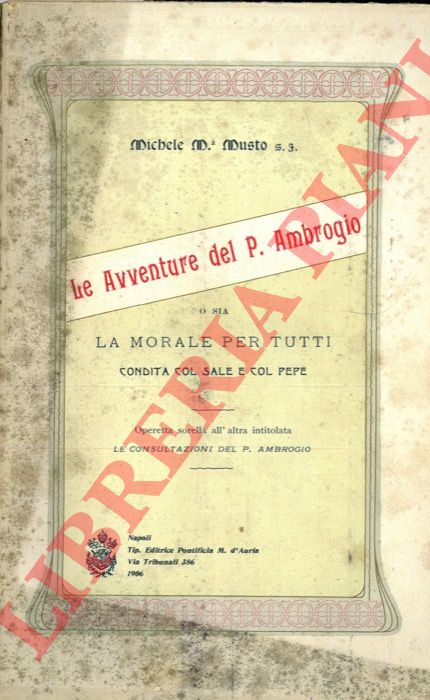 Michele M.ª Musto S. J.
Le Avventure del P. Ambrogio
O SIA
LA MORALE PER TUTTI
CONDITA COL SALE E COL PEPE
Operetta sorella all'altra intitolata
LE CONSULTAZIONI DEL P. AMBROGIO
Napoli
Tip. Editrice Pontificia M. d'Auria
Via Tribunali 386
1906
LIBRERIA PIANI